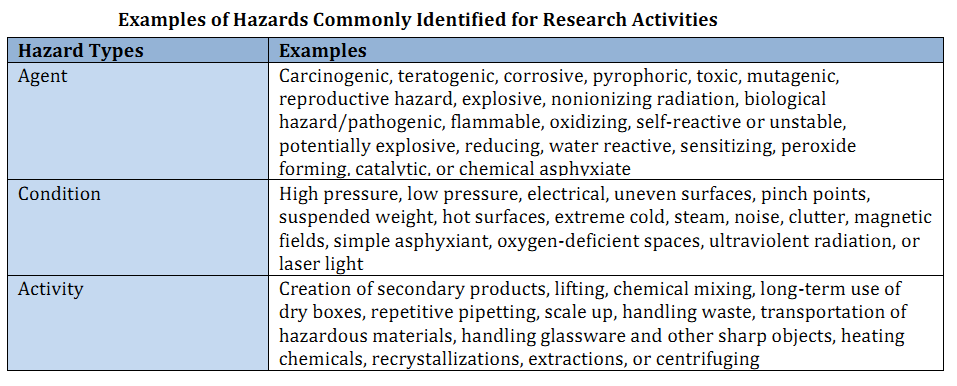 Examples of Hazards Commonly Identified for Research Activities
Hazard Types Examples
Agent Carcinogenic, teratogenic, corrosive, pyrophoric, toxic, mutagenic,
reproductive hazard, explosive, nonionizing radiation, biological
hazard/pathogenic, flammable, oxidizing, self-reactive or unstable,
potentially explosive, reducing, water reactive, sensitizing, peroxide
forming, catalytic, or chemical asphyxiate
Condition High pressure, low pressure, electrical, uneven surfaces, pinch points,
suspended weight, hot surfaces, extreme cold, steam, noise, clutter, magnetic
fields, simple asphyxiant, oxygen-deficient spaces, ultraviolent radiation, or
laser light
Activity Creation of secondary products, lifting, chemical mixing, long-term use of
dry boxes, repetitive pipetting, scale up, handling waste, transportation of
hazardous materials, handling glassware and other sharp objects, heating
chemicals, recrystallizations, extractions, or centrifuging